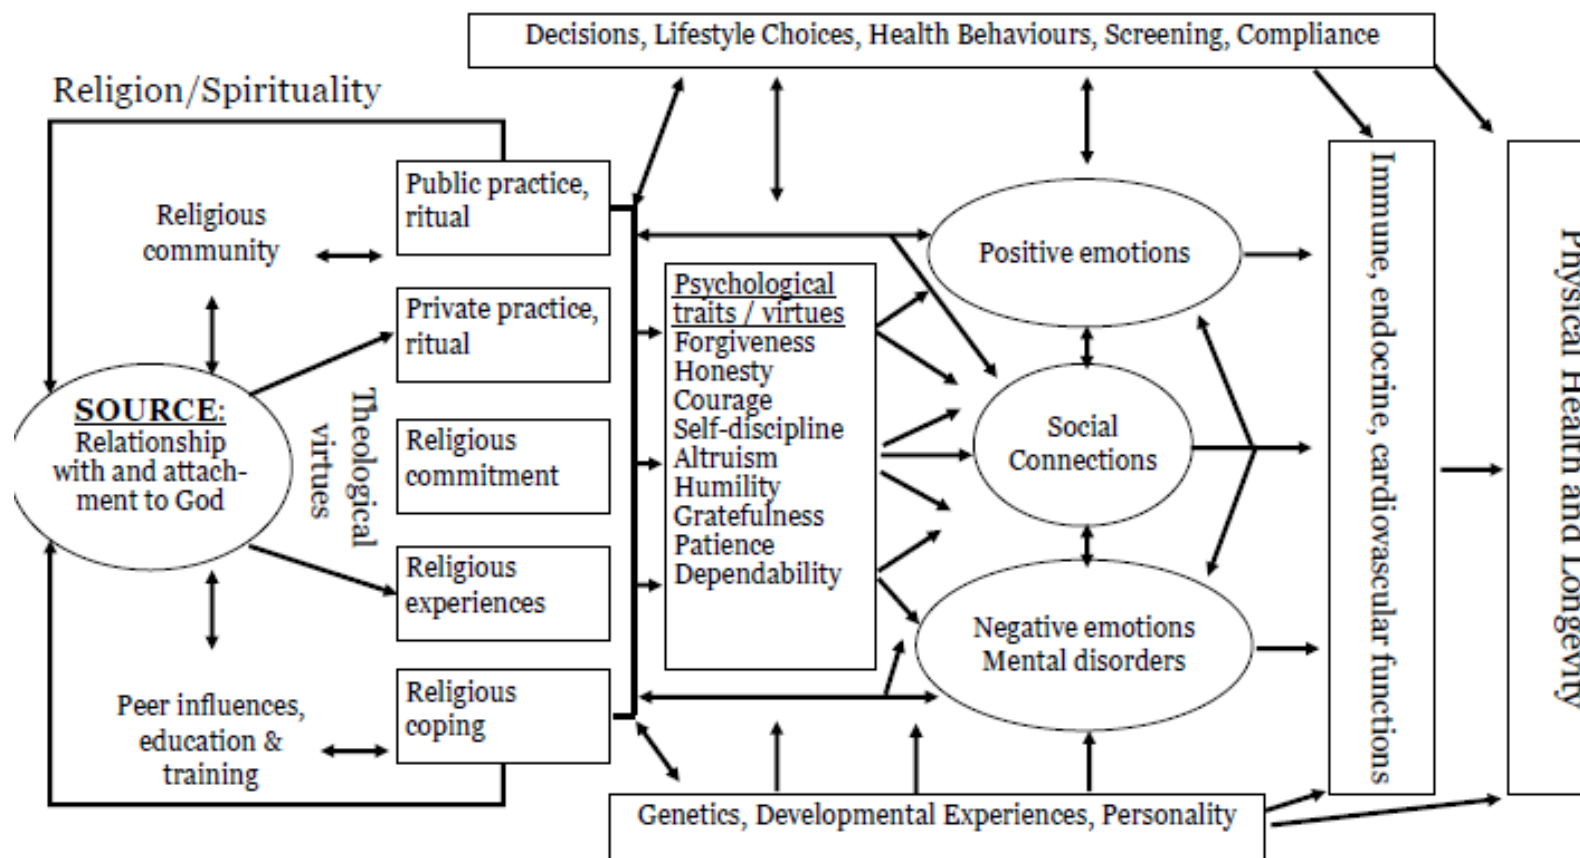 Decisions, Lifestyle Choices, Health Behaviours, Screening, Compliance
Religion/Spirituality
Public practice,
ritual
Religious
community
Private practice,
ritual
SOURCE:
Relationship
with and attach-
ment to God
Theological
virtues
Religious
commitment
Religious
experiences
Peer influences,
education &
training
Religious
coping
Psychological
traits / virtues
Forgiveness
Honesty
Courage
Self-discipline
Altruism
Humility
Gratefulness
Patience
Dependability
Positive emotions
Social
Connections
Negative emotions
Mental disorders
Immune, endocrine, cardiovascular functions
Physical Health and Longevity
Genetics, Developmental Experiences, Personality